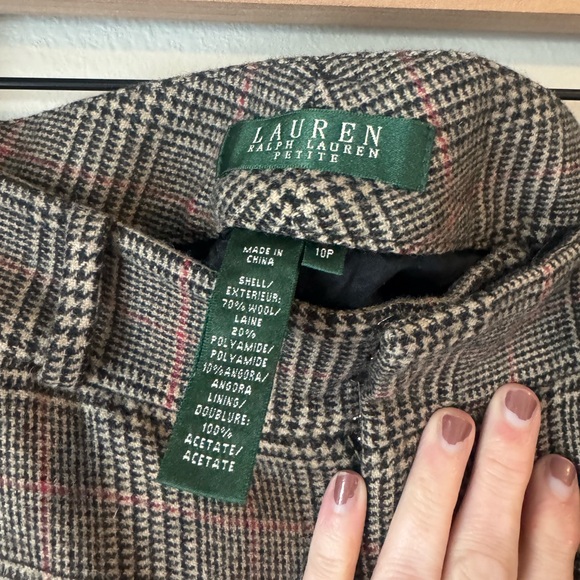 LAUREN
RALPH LAUREN
PETITE
MADE IN
CHINA
10P
SHELL/
EXTERIEUR:
70% WOOL/
LAINE
20%
POLYAMIDE/
POLYAMIDE
10%ANGORA/
ANGORA
LINING/
DOUBLURE:
100%
ACETATE/
ACETATE